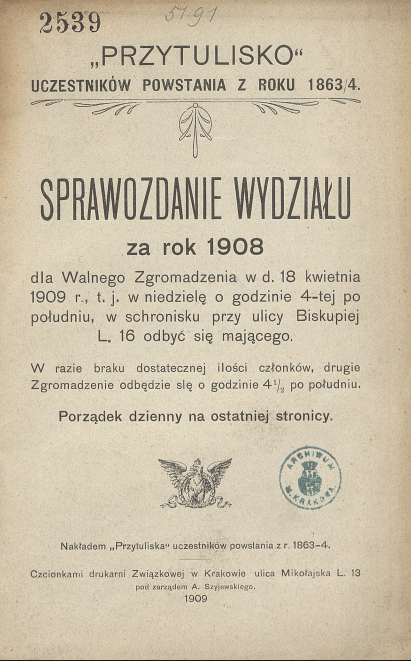 2539
5191
„PRZYTULISKO“
UCZESTNIKÓW POWSTANIA Z ROKU 1863/4.
SPRAWOZDANIE WYDZIAŁU
za rok 1908
dla Walnego Zgromadzenia w d. 18 kwietnia
1909 r., t. j. w niedzielę o godzinie 4-tej po
południu, w schronisku przy ulicy Biskupiej
L. 16 odbyć się mającego.
W razie braku dostatecznej ilości członków, drugie
Zgromadzenie odbędzie się o godzinie 4½ po południu.
Porządek dzienny na ostatniej stronicy.
ARCHIWUM
M. KRAKOWA
Nakładem „Przytuliska“ uczestników powstania z r. 1863–4.
Czcionkami drukarni Związkowej w Krakowie ulica Mikołajska L. 13
pod zarządem A. Szyjewskiego.
1909